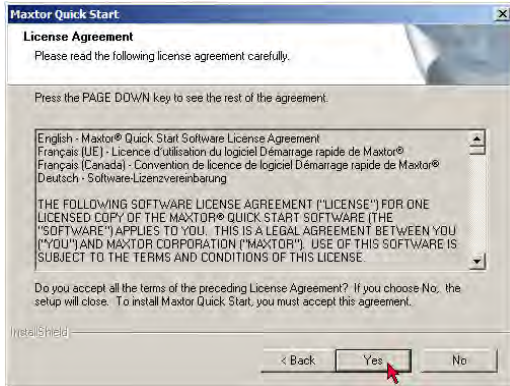 Maxtor Quick Start
License Agreement
Please read the following license agreement carefully.
Press the PAGE DOWN key to see the rest of the agreement.
English - Maxtor® Quick Start Software License Agreement
Français (UE) - Licence d'utilisation du logiciel Démarrage rapide de Maxtor®
Français (Canada) - Convention de licence de logiciel Démarrage rapide de Maxtor®
Deutsch - Software-Lizenzvereinbarung
THE FOLLOWING SOFTWARE LICENSE AGREEMENT ("LICENSE") FOR ONE
LICENSED COPY OF THE MAXTOR® QUICK START SOFTWARE (THE
"SOFTWARE") APPLIES TO YOU. THIS IS A LEGAL AGREEMENT BETWEEN YOU
("YOU") AND MAXTOR CORPORATION ("MAXTOR"). USE OF THIS SOFTWARE IS
SUBJECT TO THE TERMS AND CONDITIONS OF THIS LICENSE.
Do you accept all the terms of the preceding License Agreement? If you choose No, the
setup will close. To install Maxtor Quick Start, you must accept this agreement.
InstallShield
< Back Yes No